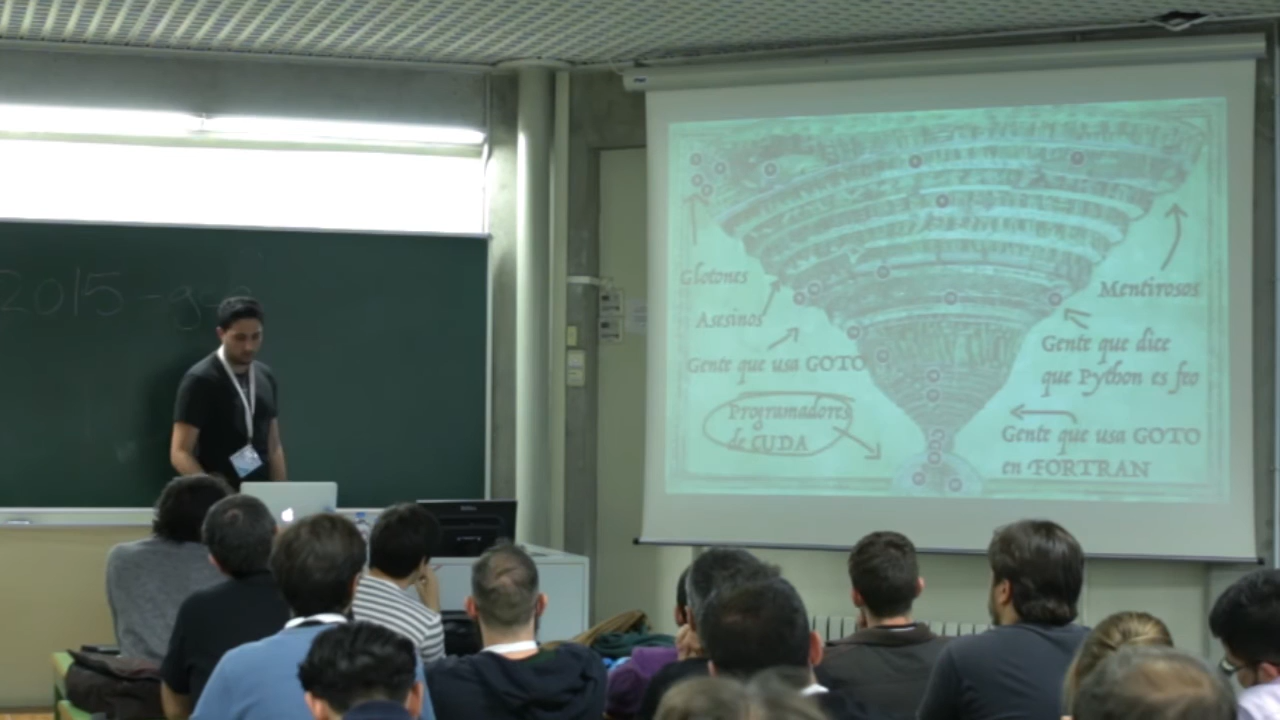 2015-
Glotones
Asesinos
Gente que usa GOTO
Programadores
de CUDA
Mentirosos
Gente que dice
que Python es feo
Gente que usa GOTO
en FORTRAN